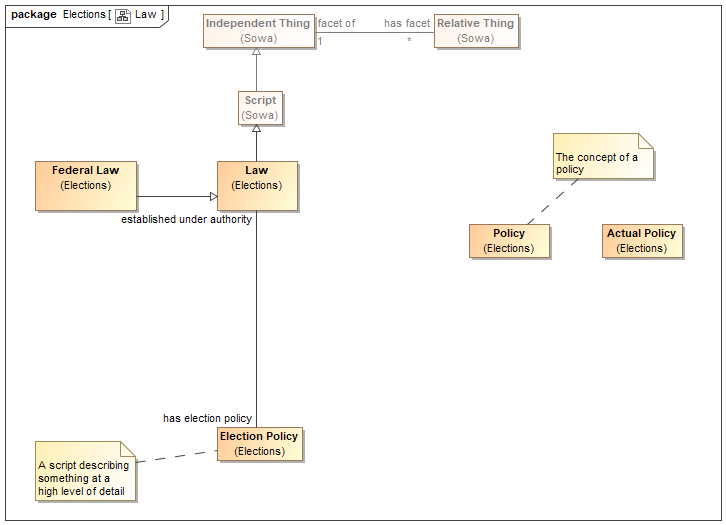 package Elections [ Law ]
Independent Thing
(Sowa)
facet of
1
has facet
*
Relative Thing
(Sowa)
Script
(Sowa)
Federal Law
(Elections)
Law
(Elections)
established under authority
The concept of a
policy
Policy
(Elections)
Actual Policy
(Elections)
has election policy
Election Policy
(Elections)
A script describing
something at a
high level of detail